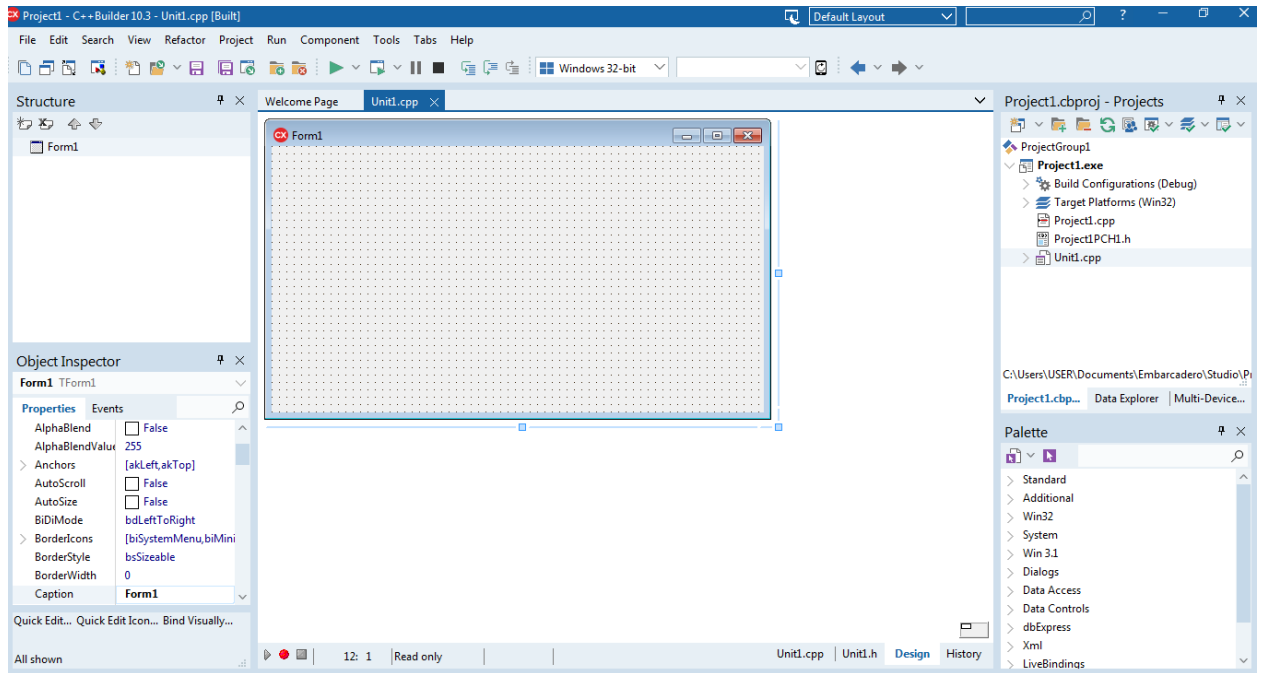 Project1 - C++Builder 10.3 - Unit1.cpp [Built]
Default Layout
?
File Edit Search View Refactor Project Run Component Tools Tabs Help
Windows 32-bit
Structure
Form1
Welcome Page
Unit1.cpp
Form1
Object Inspector
Form1 TForm1
Properties Events
AlphaBlend False
AlphaBlendValue 255
Anchors [akLeft,akTop]
AutoScroll False
AutoSize False
BiDiMode bdLeftToRight
BorderIcons [biSystemMenu,biMini
BorderStyle bsSizeable
BorderWidth 0
Caption Form1
Quick Edit... Quick Edit Icon... Bind Visually...
All shown
12: 1 Read only
Unit1.cpp Unit1.h Design History
Project1.cbproj - Projects
ProjectGroup1
Project1.exe
Build Configurations (Debug)
Target Platforms (Win32)
Project1.cpp
Project1PCH1.h
Unit1.cpp
C:\Users\USER\Documents\Embarcadero\Studio\P
Project1.cbp... Data Explorer Multi-Device...
Palette
Standard
Additional
Win32
System
Win 3.1
Dialogs
Data Access
Data Controls
dbExpress
Xml
LiveBindings